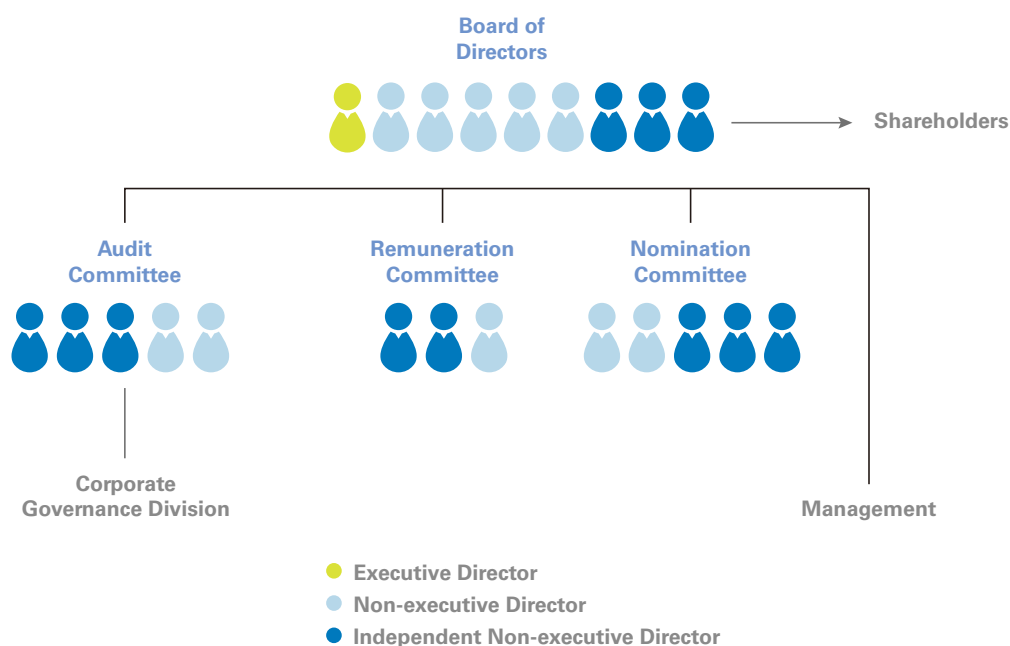 Board of
Directors
Shareholders
Audit
Committee
Remuneration
Committee
Nomination
Committee
Corporate
Governance Division
Management
Executive Director
Non-executive Director
Independent Non-executive Director